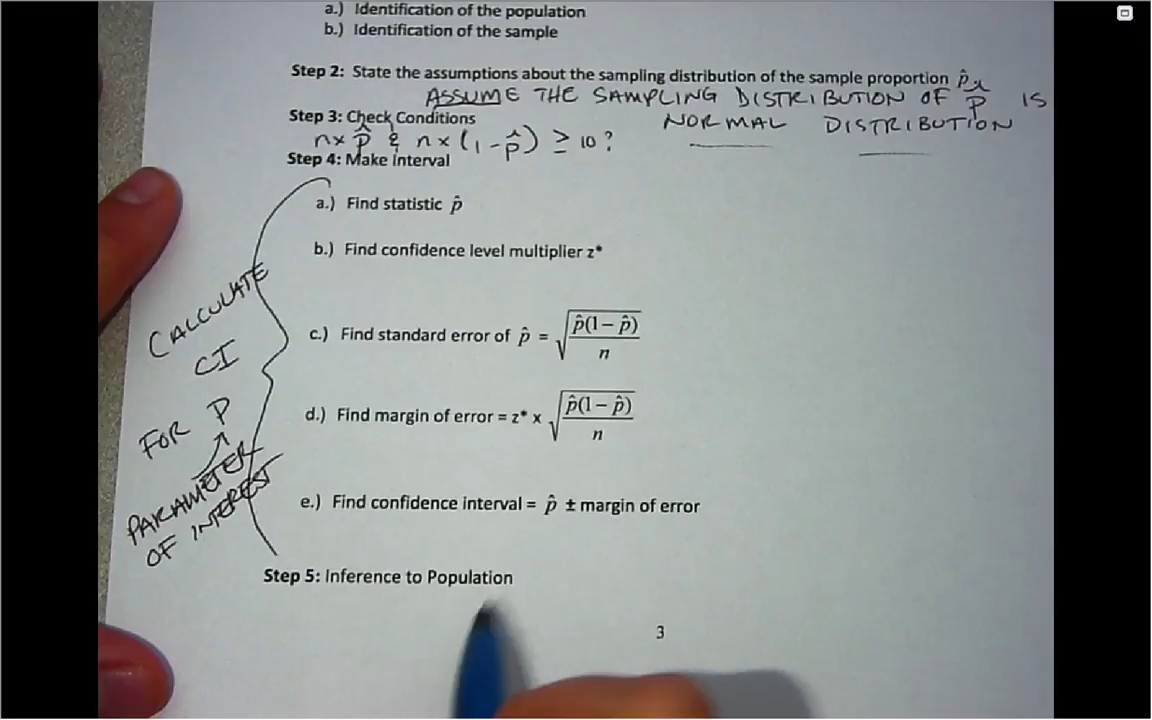 a.) Identification of the population
b.) Identification of the sample
Step 2: State the assumptions about the sampling distribution of the sample proportion p̂
ASSUME THE SAMPLING DISTRIBUTION OF p̂ IS
NORMAL DISTRIBUTION
Step 3: Check Conditions
n×p̂ & n×(1-p̂) ≥ 10?
Step 4: Make Interval
a.) Find statistic p̂
b.) Find confidence level multiplier z*
c.) Find standard error of p̂ = √(p̂(1−p̂)/n)
d.) Find margin of error = z* x √(p̂(1−p̂)/n)
e.) Find confidence interval = p̂ ± margin of error
CALCULATE
CI
FOR P
PARAMETER
OF INTEREST
Step 5: Inference to Population
3